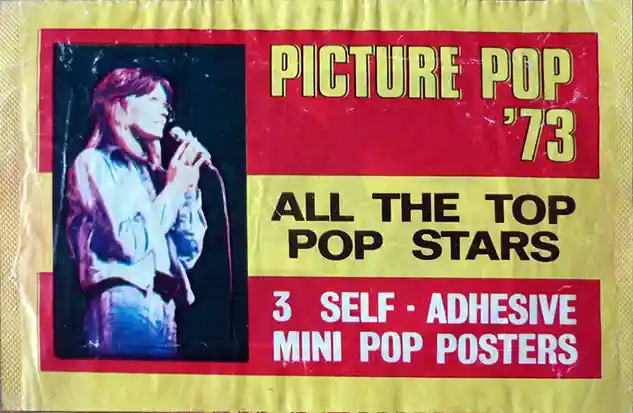 PICTURE POP
'73
ALL THE TOP
POP STARS
3 SELF - ADHESIVE
MINI POP POSTERS